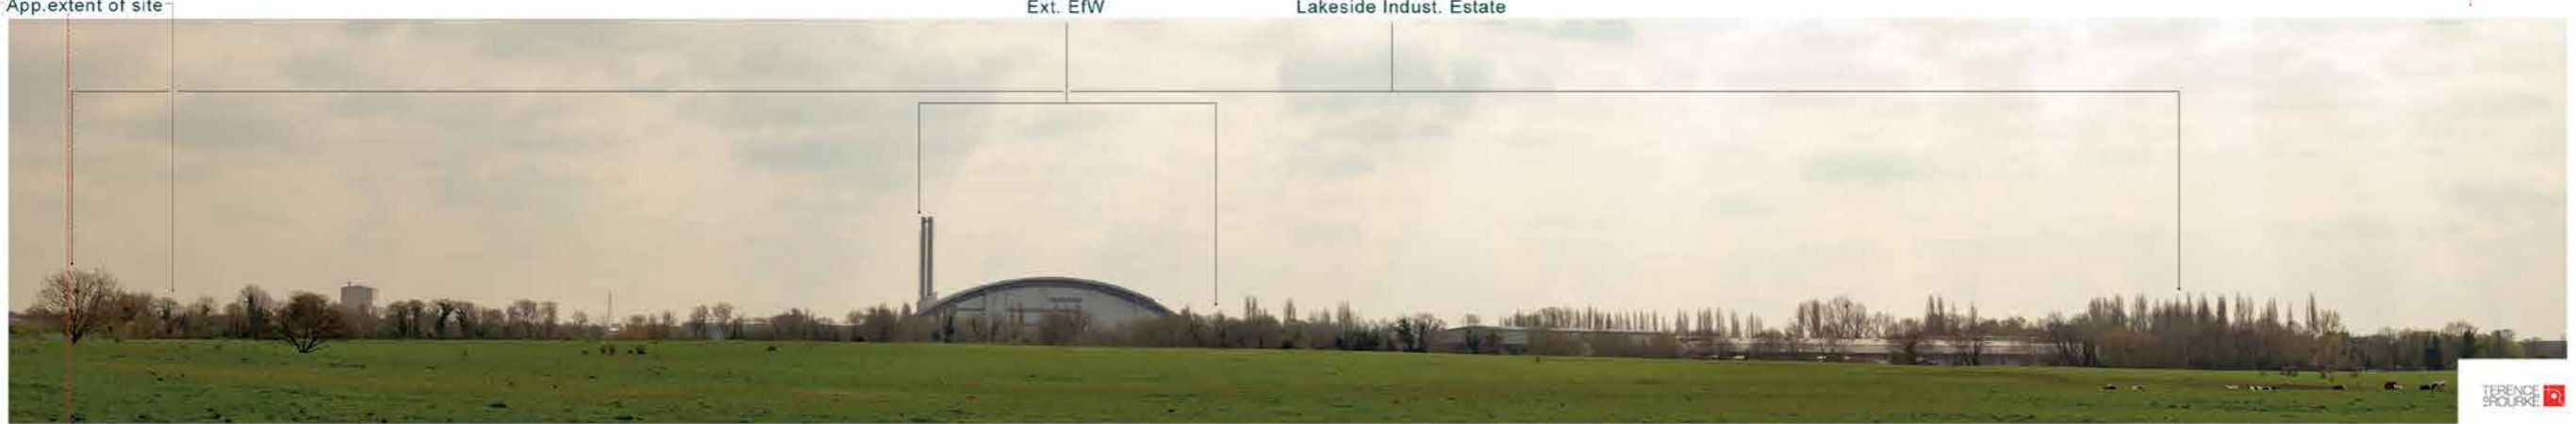 App.extent of site
Ext. EfW
Lakeside Indust. Estate
TERENCE
O'ROURKE